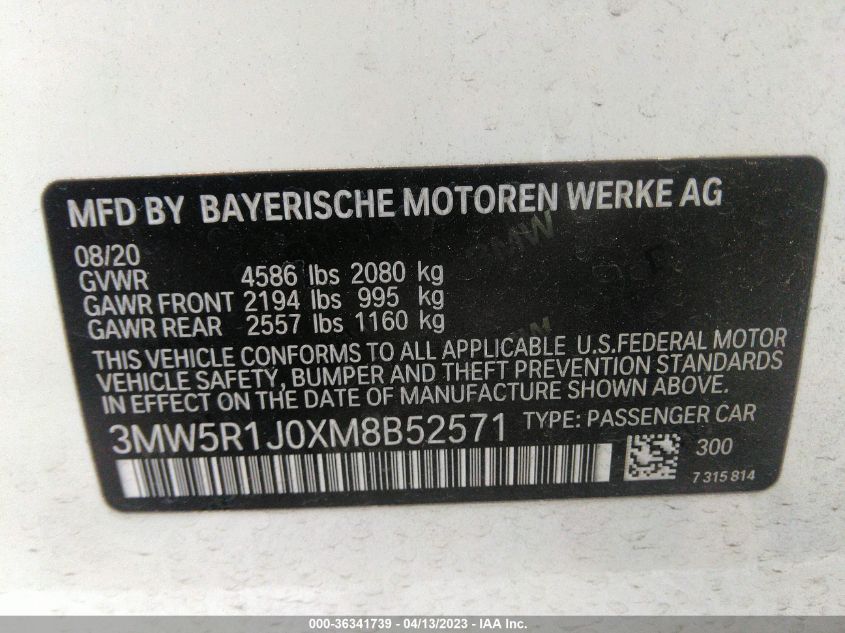 MFD BY BAYERISCHE MOTOREN WERKE AG
08/20
GVWR 4586 lbs 2080 kg
GAWR FRONT 2194 lbs 995 kg
GAWR REAR 2557 lbs 1160 kg
THIS VEHICLE CONFORMS TO ALL APPLICABLE U.S.FEDERAL MOTOR
VEHICLE SAFETY, BUMPER AND THEFT PREVENTION STANDARDS
IN EFFECT ON THE DATE OF MANUFACTURE SHOWN ABOVE.
3MW5R1J0XM8B52571 TYPE: PASSENGER CAR
300
7 315 814
000-36341739 - 04/13/2023 - IAA Inc.